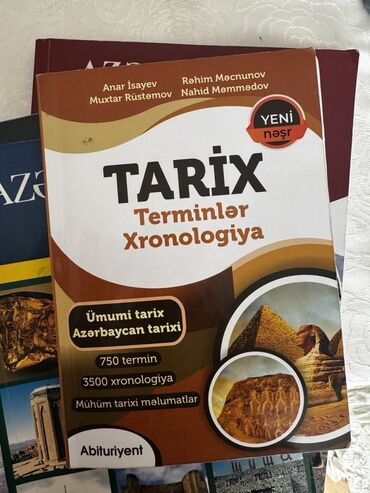 Anar İsayev
Muxtar Rüstəmov
Rəhim Məcnunov
Nahid Məmmədov
YENİ
nəşr
TARİX
Terminlər
Xronologiya
Ümumi tarix
Azərbaycan tarixi
750 termin
3500 xronologiya
Mühüm tarixi məlumatlar
Abituriyent